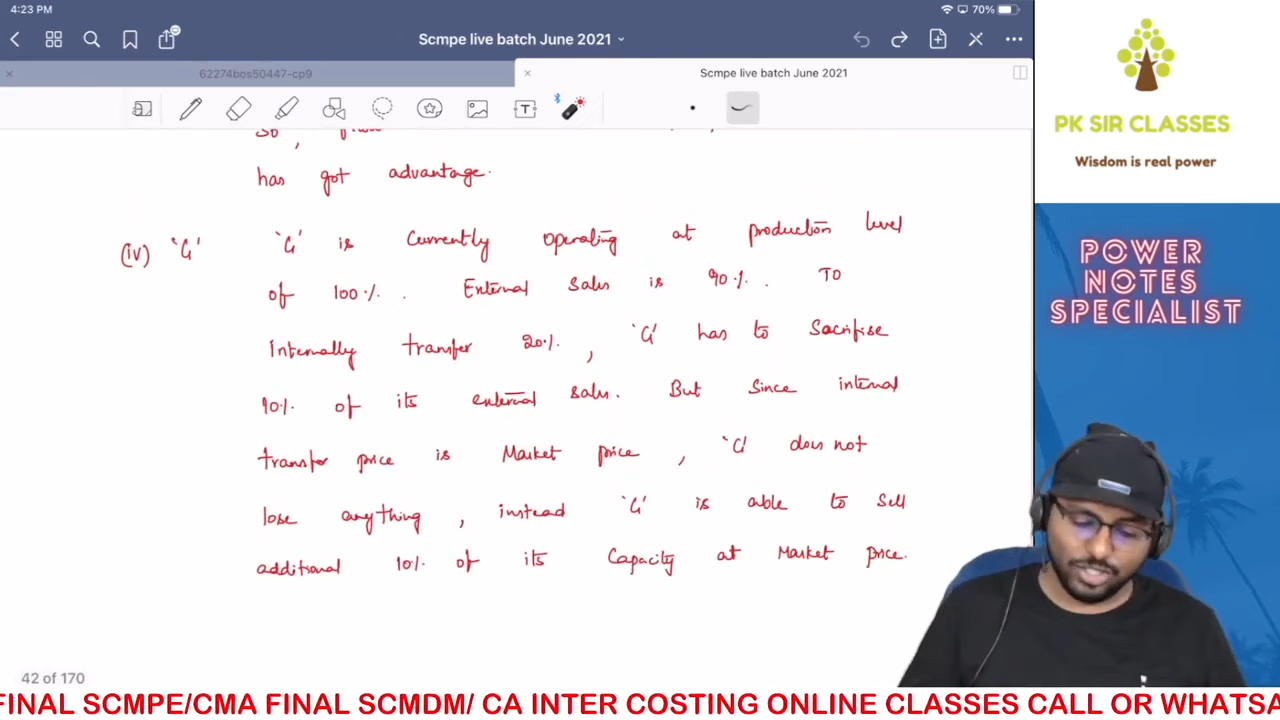 4:23 PM
70%
Scmpe live batch June 2021
62274bos50447-cp9
Scmpe live batch June 2021
T
So,
has got advantage.
(iv) 'G' 'G' is currently operating at production level
of 100%. External sales is 90%. To
Internally transfer 20%, 'G' has to Sacrifise
10% of its external sales. But Since internal
transfer price is Market price, 'G' does not
lose anything, instead 'G' is able to sell
additional 10% of its Capacity at Market price.
42 of 170
PK SIR CLASSES
Wisdom is real power
POWER
NOTES
SPECIALIST
FINAL SCMPE/CMA FINAL SCMDM/ CA INTER COSTING ONLINE CLASSES CALL OR WHATSA